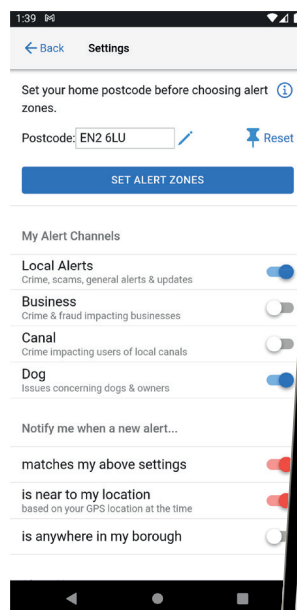 1:39
Back Settings
Set your home postcode before choosing alert
zones.
Postcode: EN2 6LU Reset
SET ALERT ZONES
My Alert Channels
Local Alerts
Crime, scams, general alerts & updates
Business
Crime & fraud impacting businesses
Canal
Crime impacting users of local canals
Dog
Issues concerning dogs & owners
Notify me when a new alert...
matches my above settings
is near to my location
based on your GPS location at the time
is anywhere in my borough